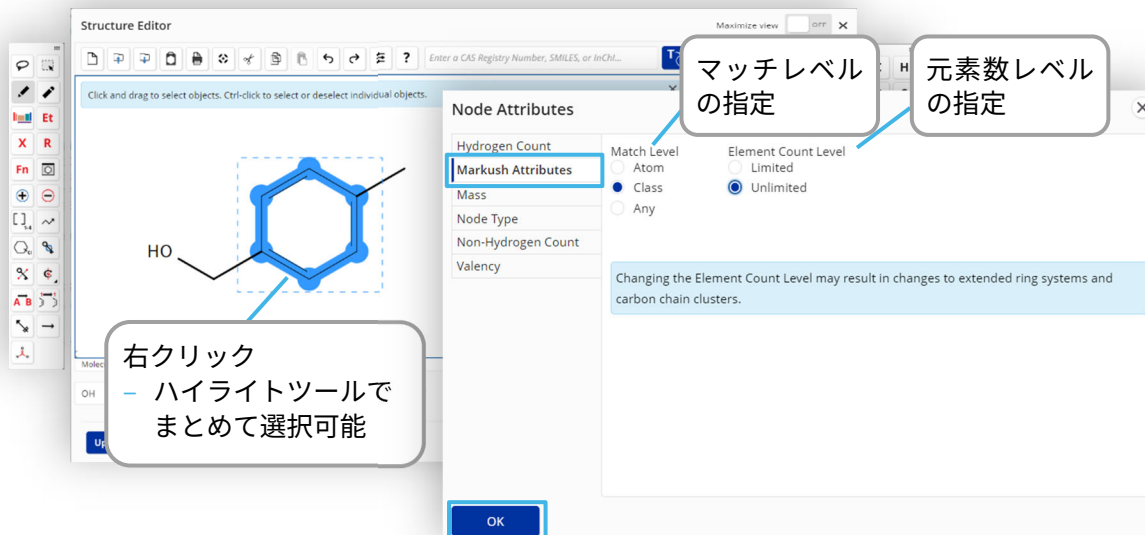 Structure Editor
Maximize view
OFF
Enter a CAS Registry Number, SMILES, or InChI...
Click and drag to select objects. Ctrl-click to select or deselect individual objects.
Et
X R
Fn
A B
H
マッチレベル
の指定
元素数レベル
の指定
Node Attributes
Hydrogen Count
Markush Attributes
Mass
Node Type
Non-Hydrogen Count
Valency
Match Level
Atom
Class
Any
Element Count Level
Limited
Unlimited
Changing the Element Count Level may result in changes to extended ring systems and
carbon chain clusters.
HO
右クリック
– ハイライトツールで
まとめて選択可能
OH
OK